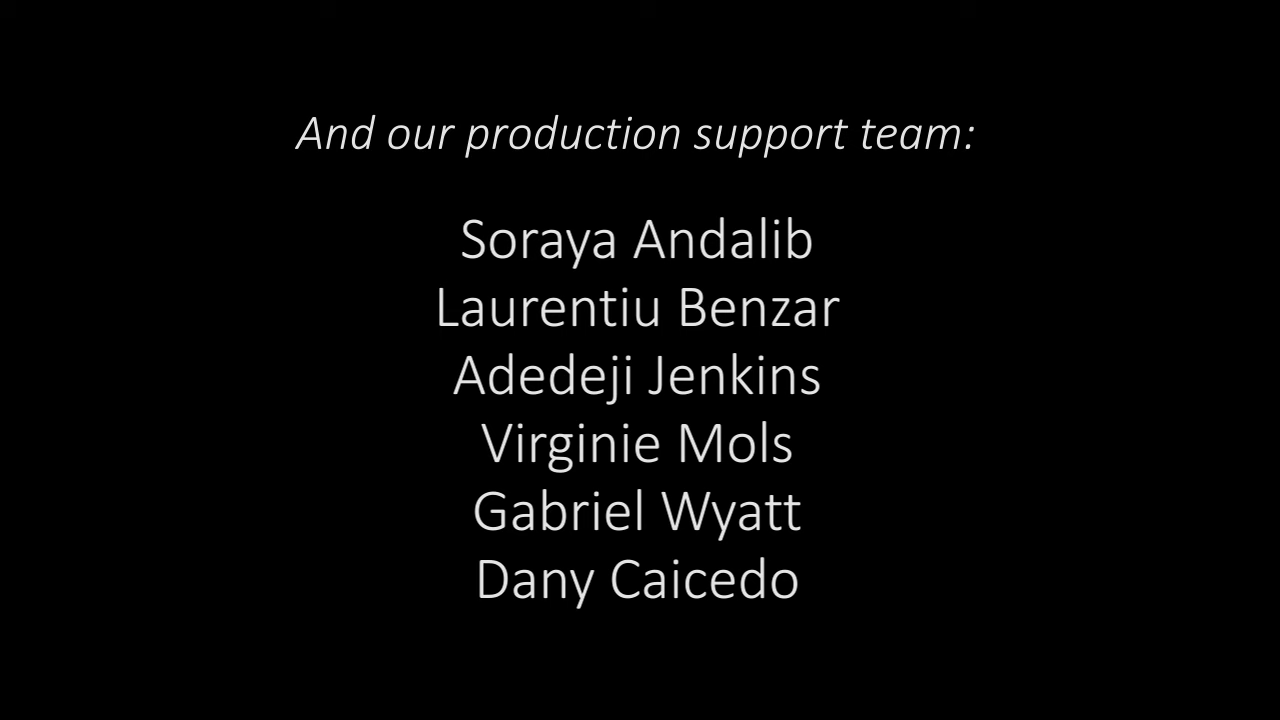 And our production support team:
Soraya Andalib
Laurentiu Benzar
Adedeji Jenkins
Virginie Mols
Gabriel Wyatt
Dany Caicedo